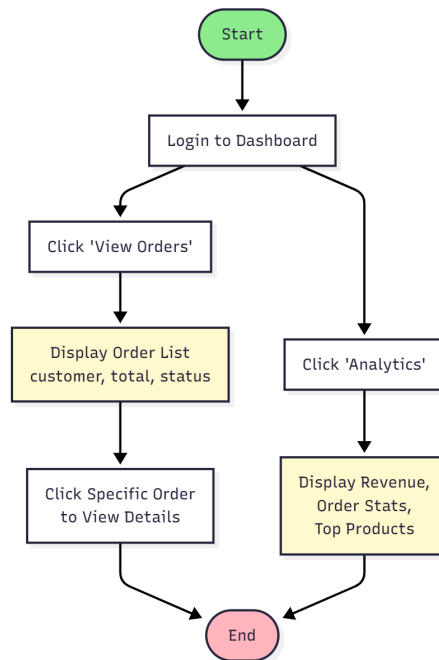 Start
Login to Dashboard
Click 'View Orders'
Display Order List
customer, total, status
Click 'Analytics'
Click Specific Order
to View Details
Display Revenue,
Order Stats,
Top Products
End